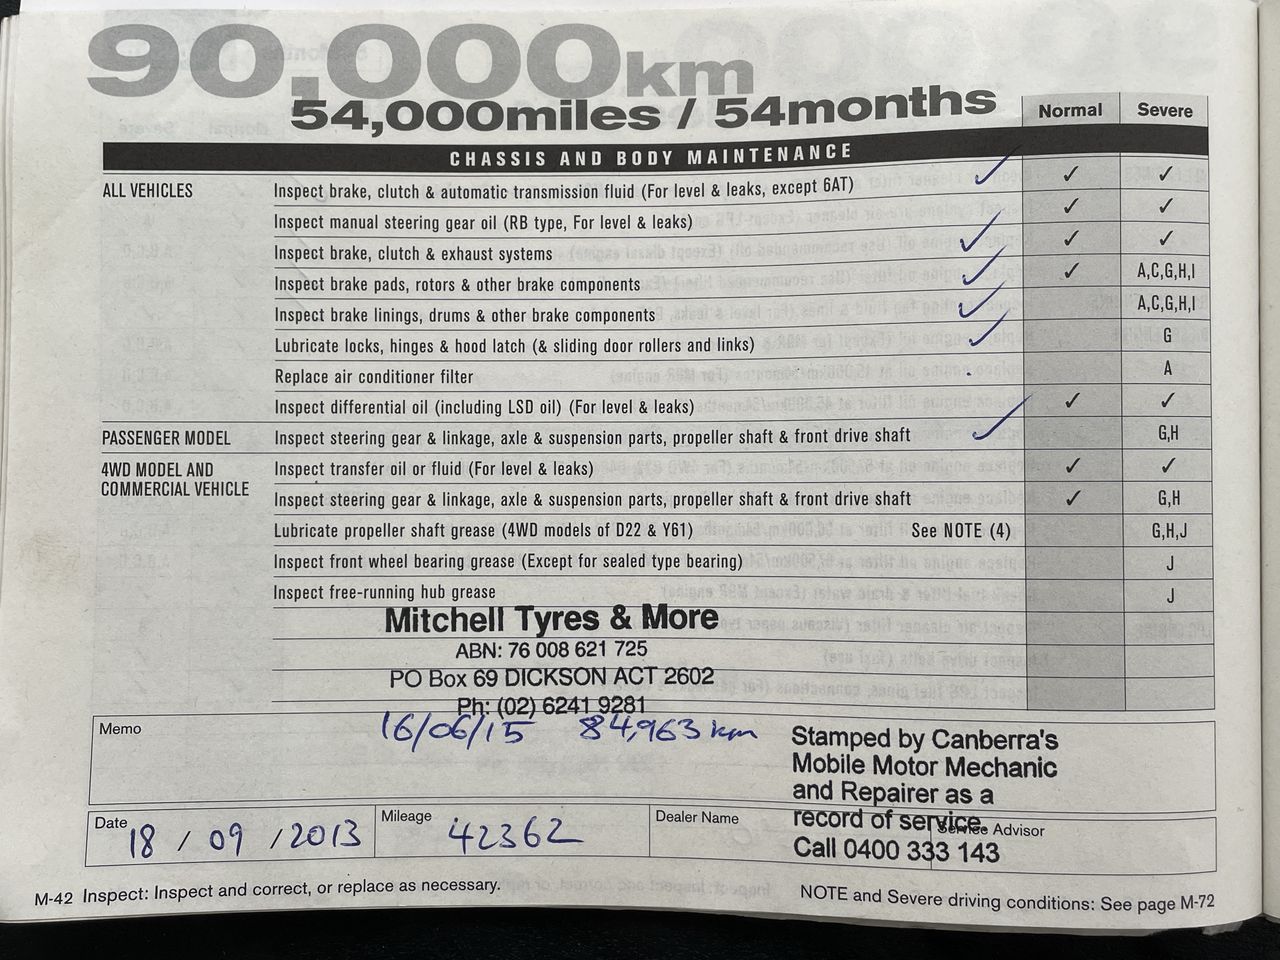 90,000km
54,000miles / 54months
Normal Severe
CHASSIS AND BODY MAINTENANCE
ALL VEHICLES Inspect brake, clutch & automatic transmission fluid (For level & leaks, except 6AT) ✓ ✓ ✓
Inspect manual steering gear oil (RB type, For level & leaks) ✓ ✓
Inspect brake, clutch & exhaust systems ✓ ✓ ✓
Inspect brake pads, rotors & other brake components ✓ ✓ A,C,G,H,I
Inspect brake linings, drums & other brake components ✓ A,C,G,H,I
Lubricate locks, hinges & hood latch (& sliding door rollers and links) ✓ G
Replace air conditioner filter A
Inspect differential oil (including LSD oil) (For level & leaks) ✓ ✓
PASSENGER MODEL Inspect steering gear & linkage, axle & suspension parts, propeller shaft & front drive shaft ✓ G,H
4WD MODEL AND Inspect transfer oil or fluid (For level & leaks) ✓ ✓
COMMERCIAL VEHICLE Inspect steering gear & linkage, axle & suspension parts, propeller shaft & front drive shaft ✓ G,H
Lubricate propeller shaft grease (4WD models of D22 & Y61) See NOTE (4) G,H,J
Inspect front wheel bearing grease (Except for sealed type bearing) J
Inspect free-running hub grease J
Mitchell Tyres & More
ABN: 76 008 621 725
PO Box 69 DICKSON ACT 2602
Ph: (02) 6241 9281
Memo 16/06/15 84,963 km
Stamped by Canberra's
Mobile Motor Mechanic
and Repairer as a
record of service.
Call 0400 333 143
Date 18/09/2013 Mileage 42362 Dealer Name Service Advisor
M-42 Inspect: Inspect and correct, or replace as necessary. NOTE and Severe driving conditions: See page M-72